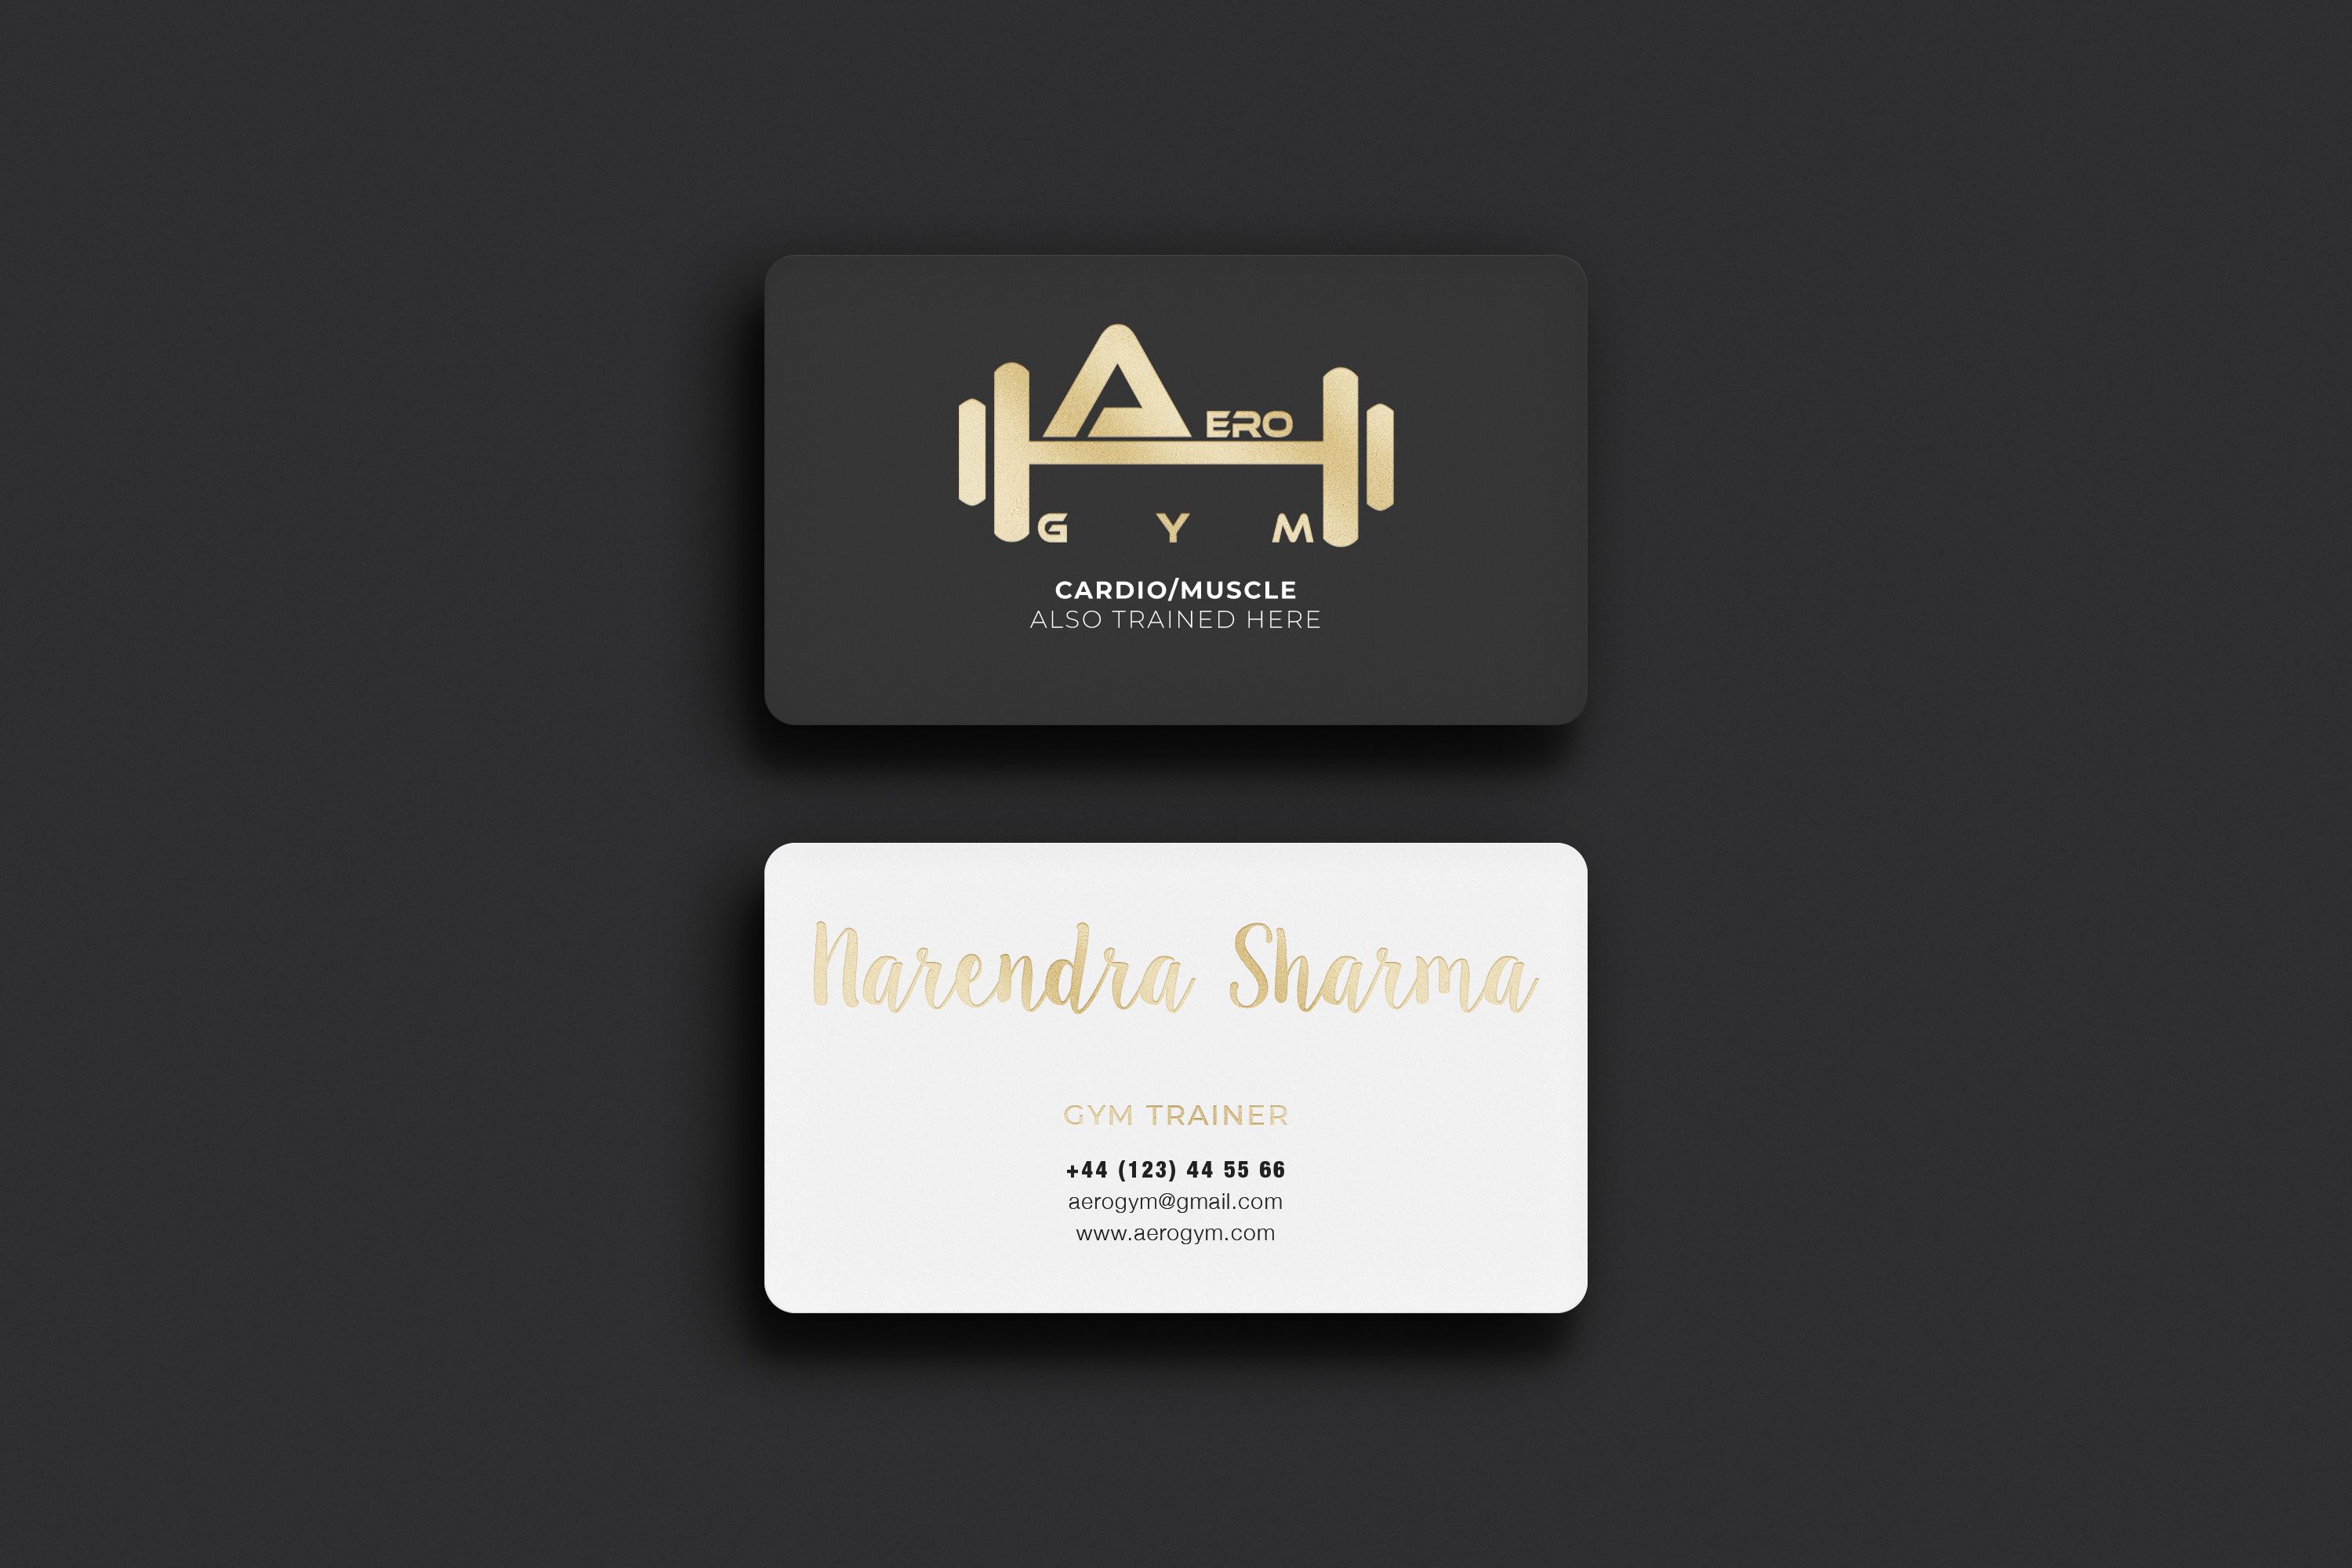 AERO
G Y M
CARDIO/MUSCLE
ALSO TRAINED HERE
Narendra Sharma
GYM TRAINER
+44 (123) 44 55 66
aerogym@gmail.com
www.aerogym.com